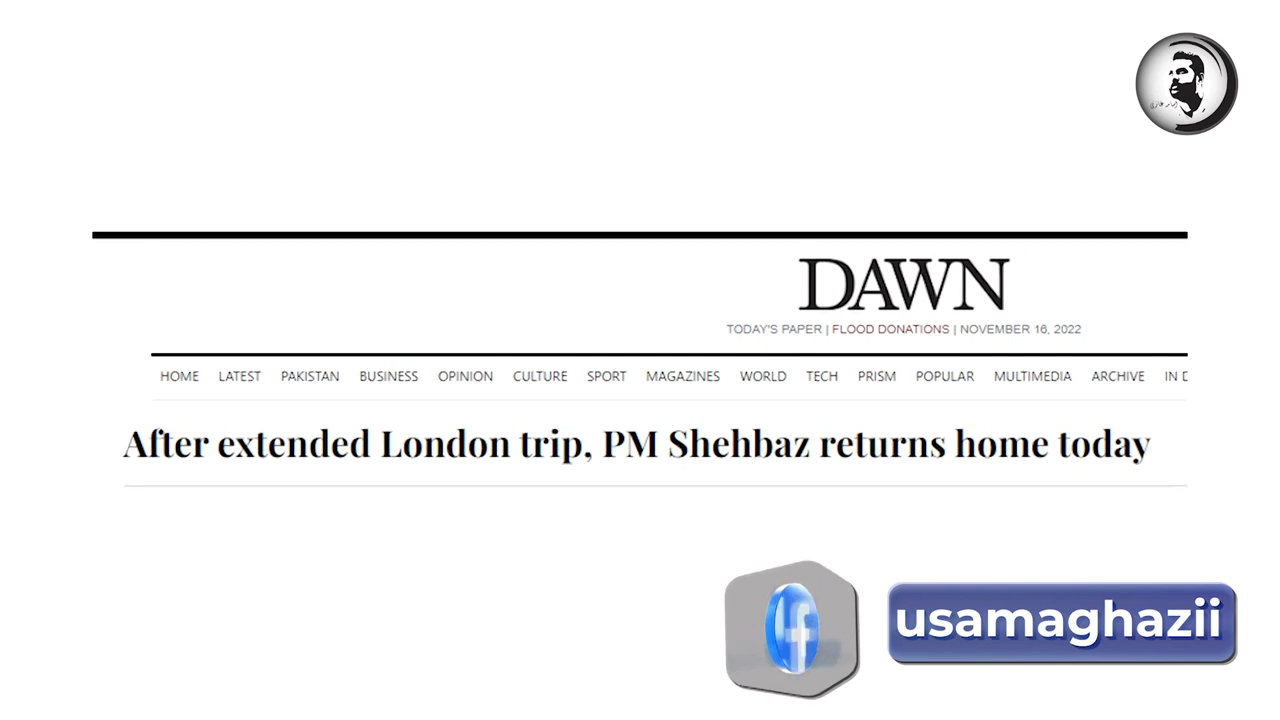 DAWN
TODAY'S PAPER | FLOOD DONATIONS | NOVEMBER 16, 2022
HOME LATEST PAKISTAN BUSINESS OPINION CULTURE SPORT MAGAZINES WORLD TECH PRISM POPULAR MULTIMEDIA ARCHIVE IN
After extended London trip, PM Shehbaz returns home today
f
usamaghazii